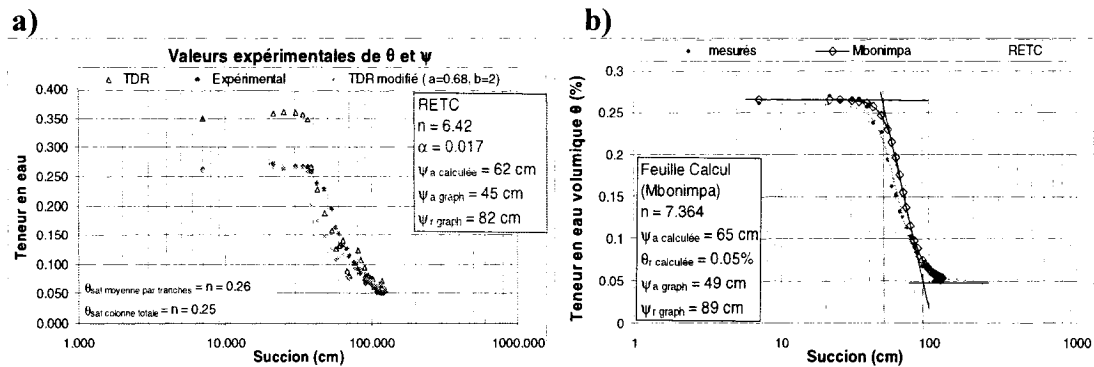 a)
Valeurs expérimentales de θ et ψ
△ TDR • Expérimental TDR modifié ( a=0.68, b=2)
Teneur en eau
0.400
0.350
0.300
0.250
0.200
0.150
0.100
0.050
0.000
RETC
n = 6.42
α = 0.017
ψa calculée = 62 cm
ψa graph = 45 cm
ψr graph = 82 cm
θsat moyenne par tranches = n = 0.26
θsat colonne totale = n = 0.25
1.000 10.000 100.000 1000.000
Succion (cm)
b)
• mesurés Mbonimpa RETC
Teneur en eau volumique θ (%)
0.3
0.25
0.2
0.15
0.1
0.05
0
Feuille Calcul
(Mbonimpa)
n = 7.364
ψa calculée = 65 cm
θr calculée = 0.05%
ψa graph = 49 cm
ψr graph = 89 cm
1 10 100 1000
Succion (cm)